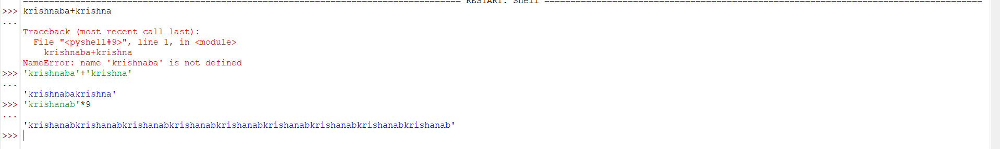 RESTART: Shell
>>> krishnaba+krishna
...
Traceback (most recent call last):
  File "<pyshell#9>", line 1, in <module>
    krishnaba+krishna
NameError: name 'krishnaba' is not defined
>>> 'krishnaba'+'krishna'
...
'krishnabakrishna'
>>> 'krishanab'*9
...
'krishanabkrishanabkrishanabkrishanabkrishanabkrishanabkrishanabkrishanabkrishanab'
>>>